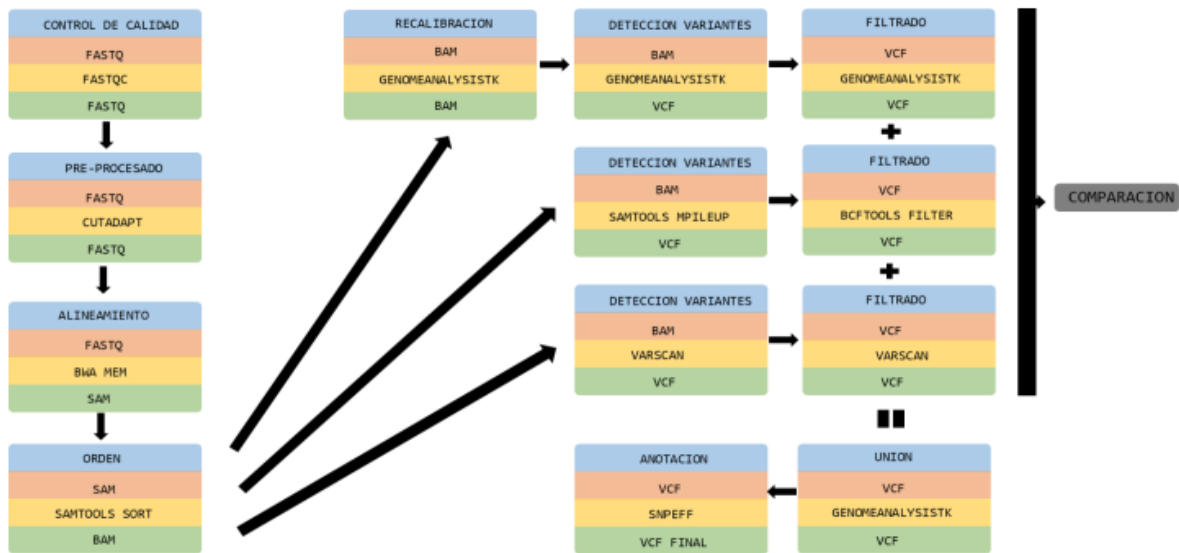 CONTROL DE CALIDAD
FASTQ
FASTQC
FASTQ
PRE-PROCESADO
FASTQ
CUTADAPT
FASTQ
ALINEAMIENTO
FASTQ
BWA MEM
SAM
ORDEN
SAM
SAMTOOLS SORT
BAM
RECALIBRACION
BAM
GENOMEANALYSISTK
BAM
DETECCION VARIANTES
BAM
GENOMEANALYSISTK
VCF
FILTRADO
VCF
GENOMEANALYSISTK
VCF
+
DETECCION VARIANTES
BAM
SAMTOOLS MPILEUP
VCF
FILTRADO
VCF
BCFTOOLS FILTER
VCF
+
DETECCION VARIANTES
BAM
VARSCAN
VCF
FILTRADO
VCF
VARSCAN
VCF
=
UNION
VCF
GENOMEANALYSISTK
VCF
ANOTACION
VCF
SNPEFF
VCF FINAL
COMPARACION